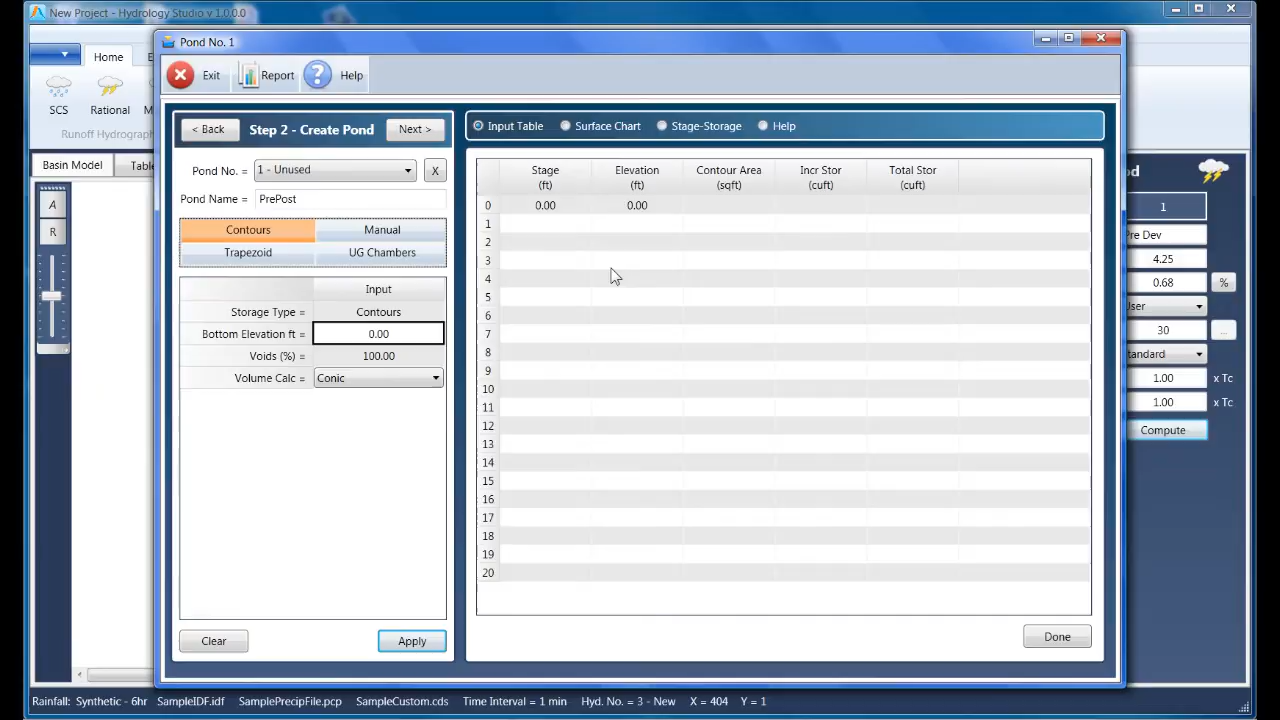 New Project - Hydrology Studio v 1.0.0.0
Pond No. 1
Home
Exit
Report
Help
SCS
Rational
Runoff Hydrograph
Basin Model
Table
A
R
< Back
Step 2 - Create Pond
Next >
Pond No. =
1 - Unused
X
Pond Name =
PrePost
Contours
Manual
Trapezoid
UG Chambers
Input
Storage Type =
Contours
Bottom Elevation ft =
0.00
Voids (%) =
100.00
Volume Calc =
Conic
Clear
Apply
Input Table
Surface Chart
Stage-Storage
Help
Stage (ft)
Elevation (ft)
Contour Area (sqft)
Incr Stor (cuft)
Total Stor (cuft)
0 0.00 0.00
1
2
3
4
5
6
7
8
9
10
11
12
13
14
15
16
17
18
19
20
Done
1
Pre Dev
4.25
0.68
%
User
30
...
tandard
1.00 x Tc
1.00 x Tc
Compute
Rainfall: Synthetic - 6hr SampleIDF.idf SamplePrecipFile.pcp SampleCustom.cds Time Interval = 1 min Hyd. No. = 3 - New X = 404 Y = 1